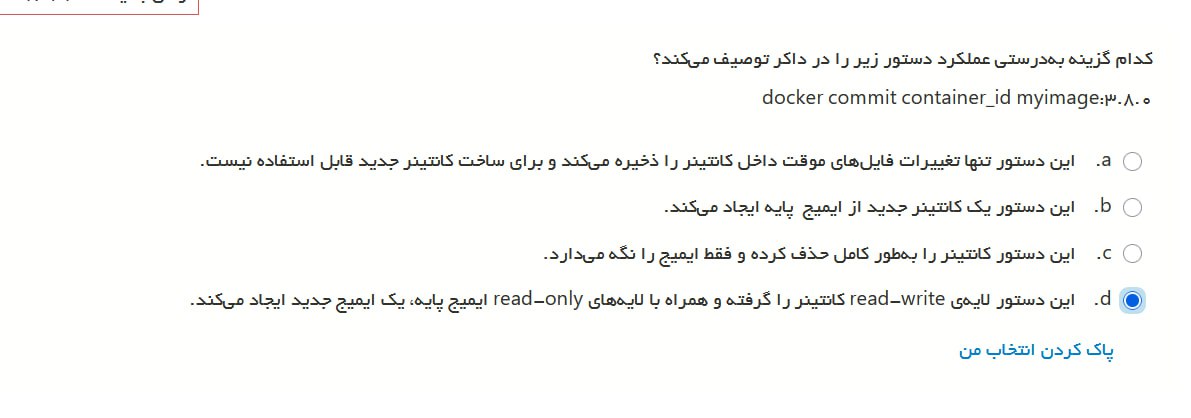 کدام گزینه به‌درستی عملکرد دستور زیر را در داکر توصیف می‌کند؟
docker commit container_id myimage:۳.۸.۰
a. این دستور تنها تغییرات فایل‌های موقت داخل کانتینر را ذخیره می‌کند و برای ساخت کانتینر جدید قابل استفاده نیست.
b. این دستور یک کانتینر جدید از ایمیج پایه ایجاد می‌کند.
c. این دستور کانتینر را به‌طور کامل حذف کرده و فقط ایمیج را نگه می‌دارد.
d. این دستور لایه‌ی read-write کانتینر را گرفته و همراه با لایه‌های read-only ایمیج پایه، یک ایمیج جدید ایجاد می‌کند.
پاک کردن انتخاب من